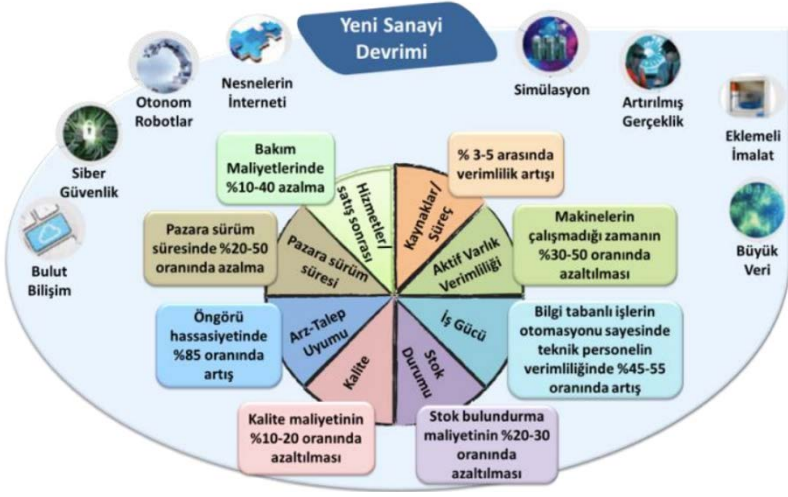 Yeni Sanayi
Devrimi
Nesnelerin
İnterneti
Otonom
Robotlar
Siber
Güvenlik
Bulut
Bilişim
Simülasyon
Artırılmış
Gerçeklik
Eklemeli
İmalat
Büyük
Veri
Bakım
Maliyetlerinde
%10-40 azalma
% 3-5 arasında
verimlilik artışı
Pazara sürüm
süresinde %20-50
oranında azalma
Makinelerin
çalışmadığı zamanın
%30-50 oranında
azaltılması
Öngörü
hassasiyetinde
%85 oranında
artış
Bilgi tabanlı işlerin
otomasyonu sayesinde
teknik personelin
verimliliğinde %45-55
oranında artış
Kalite maliyetinin
%10-20 oranında
azaltılması
Stok bulundurma
maliyetinin %20-30
oranında
azaltılması
Hizmetler/
satış sonrası
Kaynaklar/
Süreç
Pazara sürüm
süresi
Aktif Varlık
Verimliliği
Arz-Talep
Uyumu
İş Gücü
Kalite
Stok
Durumu